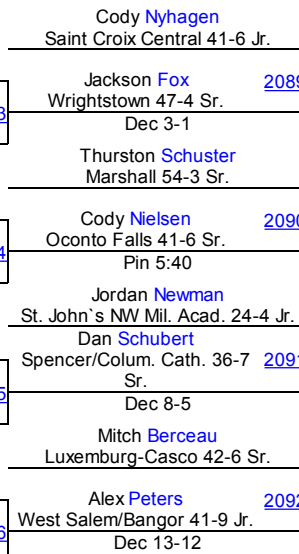 Cody Nyhagen
Saint Croix Central 41-6 Jr.
Jackson Fox 2089
Wrightstown 47-4 Sr.
3
Dec 3-1
Thurston Schuster
Marshall 54-3 Sr.
Cody Nielsen 2090
Oconto Falls 41-6 Sr.
4
Pin 5:40
Jordan Newman
St. John`s NW Mil. Acad. 24-4 Jr.
Dan Schubert
Spencer/Colum. Cath. 36-7 2091
Sr.
5
Dec 8-5
Mitch Berceau
Luxemburg-Casco 42-6 Sr.
Alex Peters 2092
West Salem/Bangor 41-9 Jr.
6
Dec 13-12